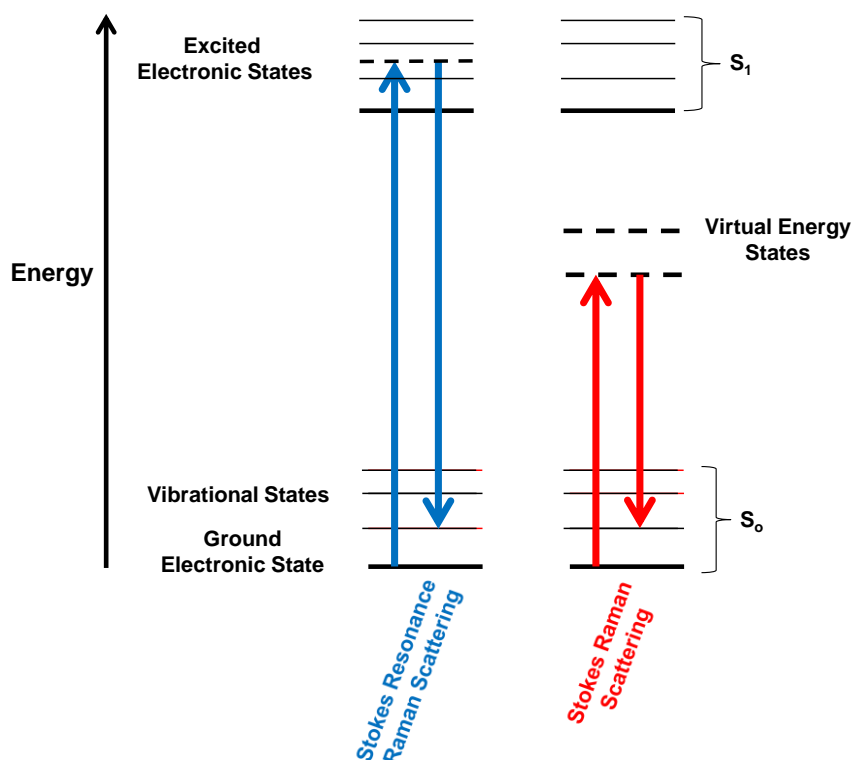 Excited
Electronic States
S1
Virtual Energy
States
Energy
Vibrational States
Ground
Electronic State
So
Stokes Resonance
Raman Scattering
Stokes Raman
Scattering